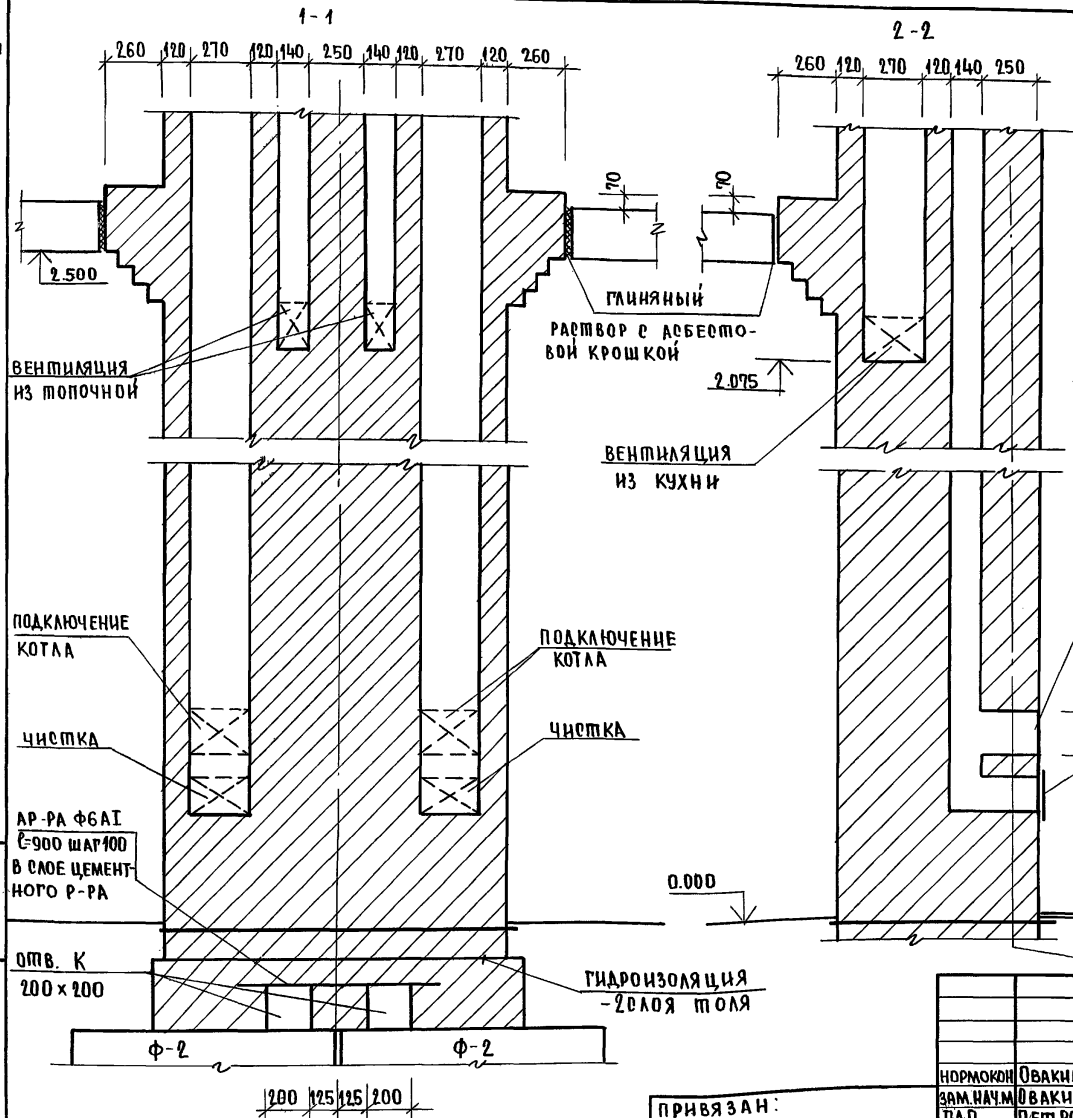 1-1
260 120 270 120 140 250 140 120 270 120 260
2-2
260 120 270 120 140 250
70
70
2.500
ГЛИНЯНЫЙ
РАСТВОР С АСБЕСТО-
ВОЙ КРОШКОЙ
2.075
ВЕНТИЛЯЦИЯ
ИЗ ТОПОЧНОЙ
ВЕНТИЛЯЦИЯ
ИЗ КУХНИ
ПОДКЛЮЧЕНИЕ
КОТЛА
ПОДКЛЮЧЕНИЕ
КОТЛА
ЧИСТКА
ЧИСТКА
АР-РА Ф6АI
ℓ=900 ШАГ100
В СЛОЕ ЦЕМЕНТ-
НОГО Р-РА
0.000
ОТВ. К
200 x 200
ГИДРОИЗОЛЯЦИЯ
-2СЛОЯ ТОЛЯ
Ф-2
Ф-2
200 125 125 200
ПРИВЯЗАН:
НОРМОКОН ОВАКИ
ЗАМ.НАЧ.М ОВАКИ